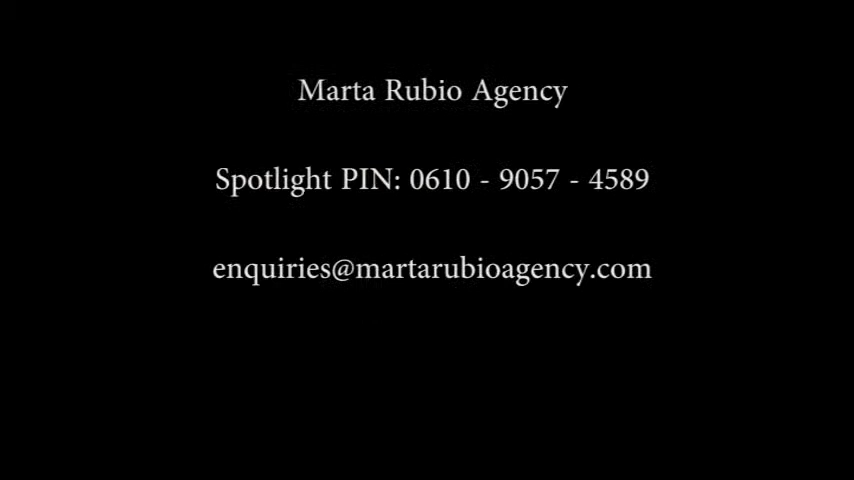 Marta Rubio Agency
Spotlight PIN: 0610 - 9057 - 4589
enquiries@martarubioagency.com